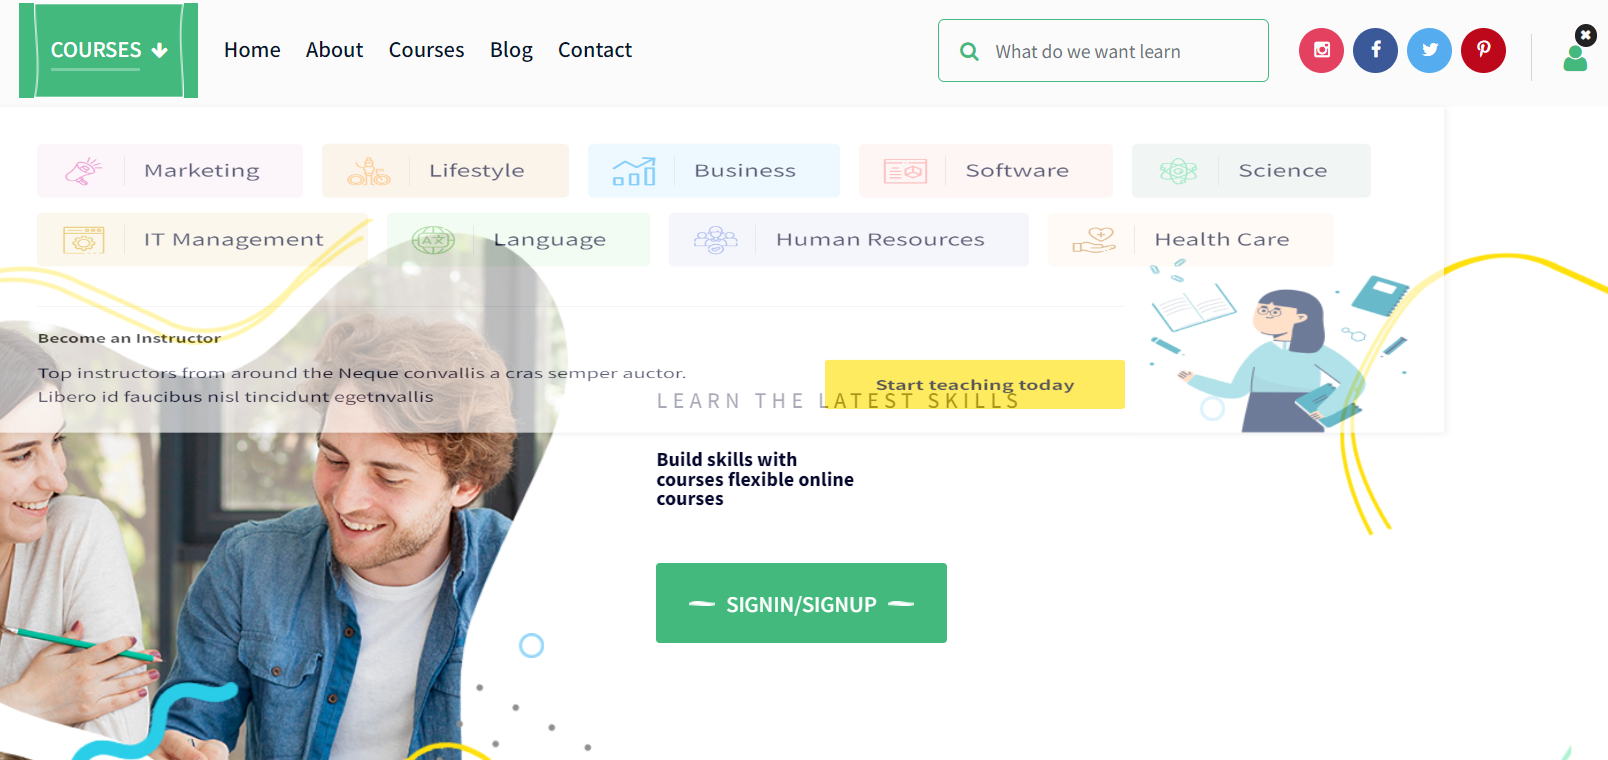 COURSES
Home About Courses Blog Contact
What do we want learn
Marketing
Lifestyle
Business
Software
Science
IT Management
Language
Human Resources
Health Care
Become an Instructor
Top instructors from around the Neque convallis a cras semper auctor.
Libero id faucibus nisl tincidunt egetnvallis
Start teaching today
LEARN THE LATEST SKILLS
Build skills with
courses flexible online
courses
SIGNIN/SIGNUP